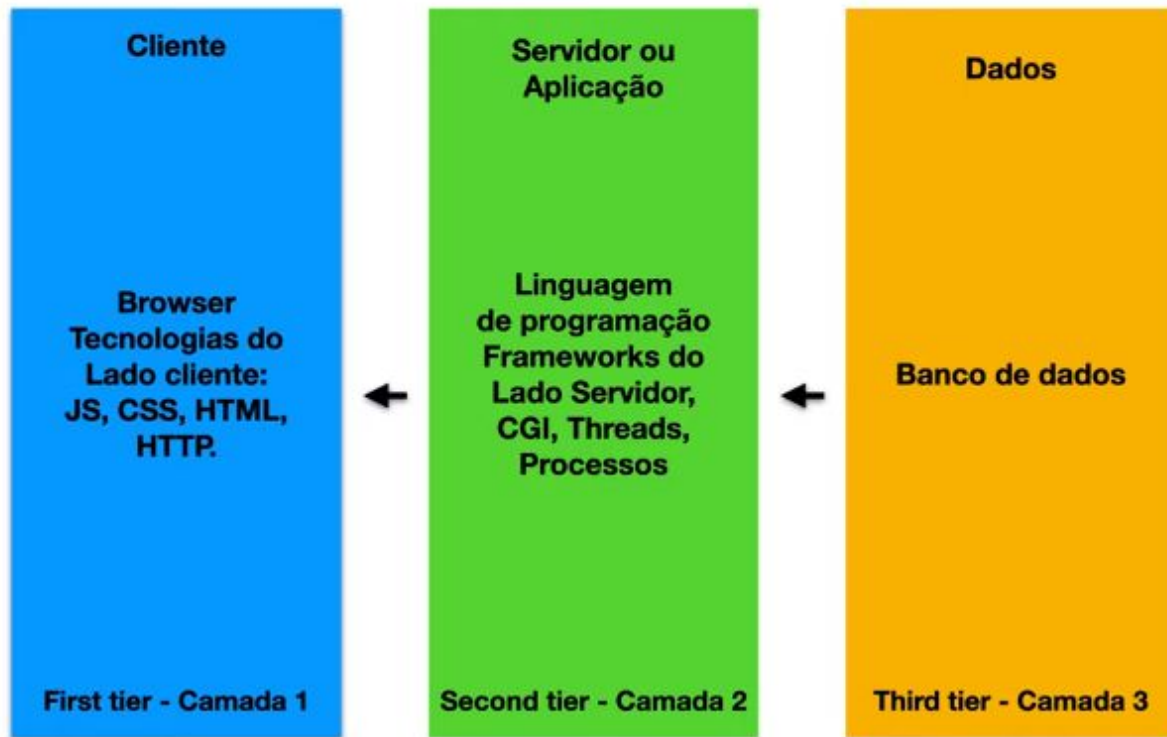 Cliente
Browser
Tecnologias do
Lado cliente:
JS, CSS, HTML,
HTTP.
First tier - Camada 1
Servidor ou
Aplicação
Linguagem
de programação
Frameworks do
Lado Servidor,
CGI, Threads,
Processos
Second tier - Camada 2
Dados
Banco de dados
Third tier - Camada 3